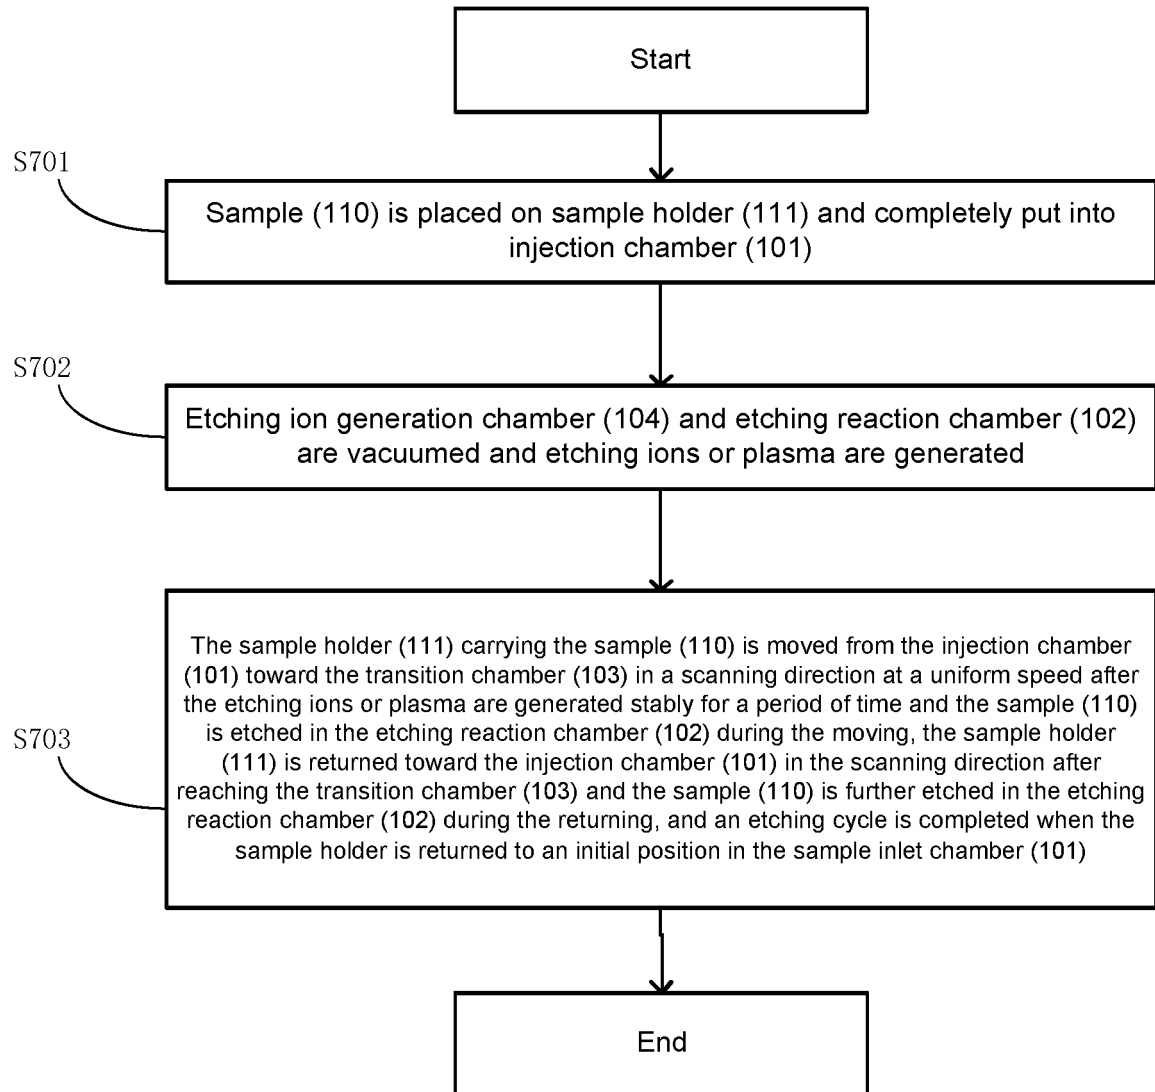 Start
S701
Sample (110) is placed on sample holder (111) and completely put into
injection chamber (101)
S702
Etching ion generation chamber (104) and etching reaction chamber (102)
are vacuumed and etching ions or plasma are generated
S703
The sample holder (111) carrying the sample (110) is moved from the injection chamber
(101) toward the transition chamber (103) in a scanning direction at a uniform speed after
the etching ions or plasma are generated stably for a period of time and the sample (110)
is etched in the etching reaction chamber (102) during the moving, the sample holder
(111) is returned toward the injection chamber (101) in the scanning direction after
reaching the transition chamber (103) and the sample (110) is further etched in the etching
reaction chamber (102) during the returning, and an etching cycle is completed when the
sample holder is returned to an initial position in the sample inlet chamber (101)
End